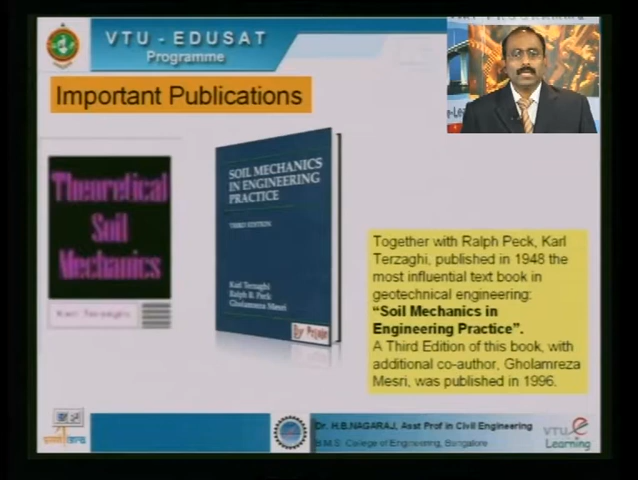 VTU - EDUSAT
Programme
Important Publications
Theoretical
Soil
Mechanics
Karl Terzaghi
SOIL MECHANICS
IN ENGINEERING
PRACTICE
THIRD EDITION
Karl Terzaghi
Ralph B. Peck
Gholamreza Mesri
Together with Ralph Peck, Karl
Terzaghi, published in 1948 the
most influential text book in
geotechnical engineering:
“Soil Mechanics in
Engineering Practice”.
A Third Edition of this book, with
additional co-author, Gholamreza
Mesri, was published in 1996.
Dr. H.B.NAGARAJ, Asst Prof in Civil Engineering
B.M.S. College of Engineering, Bangalore
VTU e
Learning